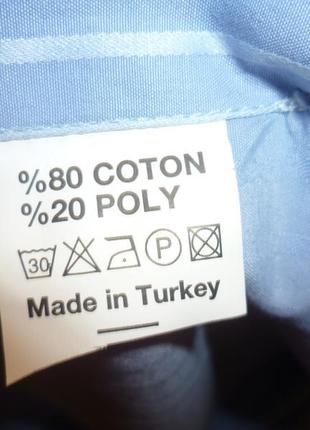 %80 COTON
%20 POLY
30 P
Made in Turkey